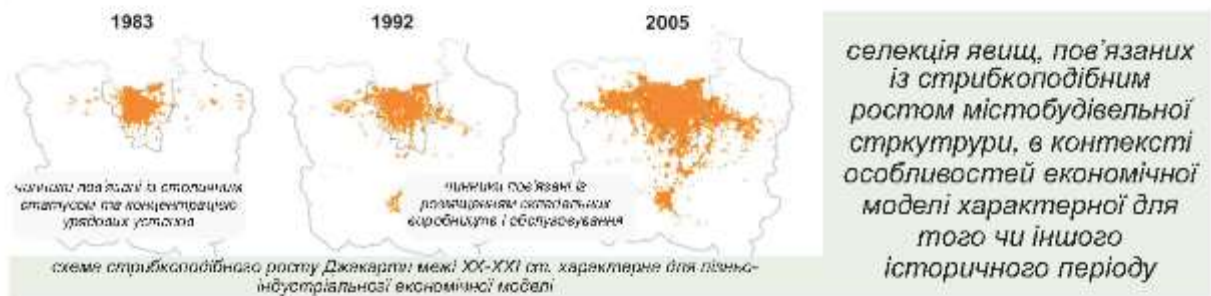 1983
1992
2005
чинники пов'язані із столичним
статусом та концентрацією
урядових установ
чинники пов'язані із
розміщенням складальних
виробництв і обслуговування
схема стрибкоподібного росту Джакарти межі XX-XXI ст. характерна для пізньо-
індустріальної економічної моделі
селекція явищ, пов'язаних
із стрибкоподібним
ростом містобудівельної
стркутрури, в контексті
особливостей економічної
моделі характерної для
того чи іншого
історичного періоду